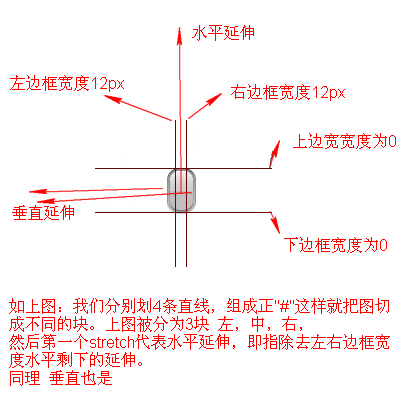 水平延伸
左边框宽度12px
右边框宽度12px
上边宽宽度为0
垂直延伸
下边框宽度为0
如上图：我们分别划4条直线，组成正"#"这样就把图切
成不同的块。上图被分为3块 左，中，右，
然后第一个stretch代表水平延伸，即指除去左右边框宽
度水平剩下的延伸。
同理 垂直也是